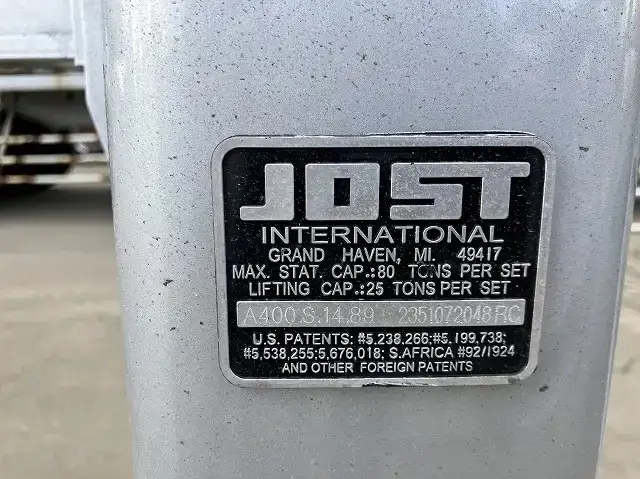 JOST
INTERNATIONAL
GRAND HAVEN, MI. 49417
MAX. STAT. CAP.:80 TONS PER SET
LIFTING CAP.:25 TONS PER SET
A400.S.14.89 2351072048RC
U.S. PATENTS: #5,238,266;#5,199,738;
#5,538,255;5,676,018; S.AFRICA #92/1924
AND OTHER FOREIGN PATENTS